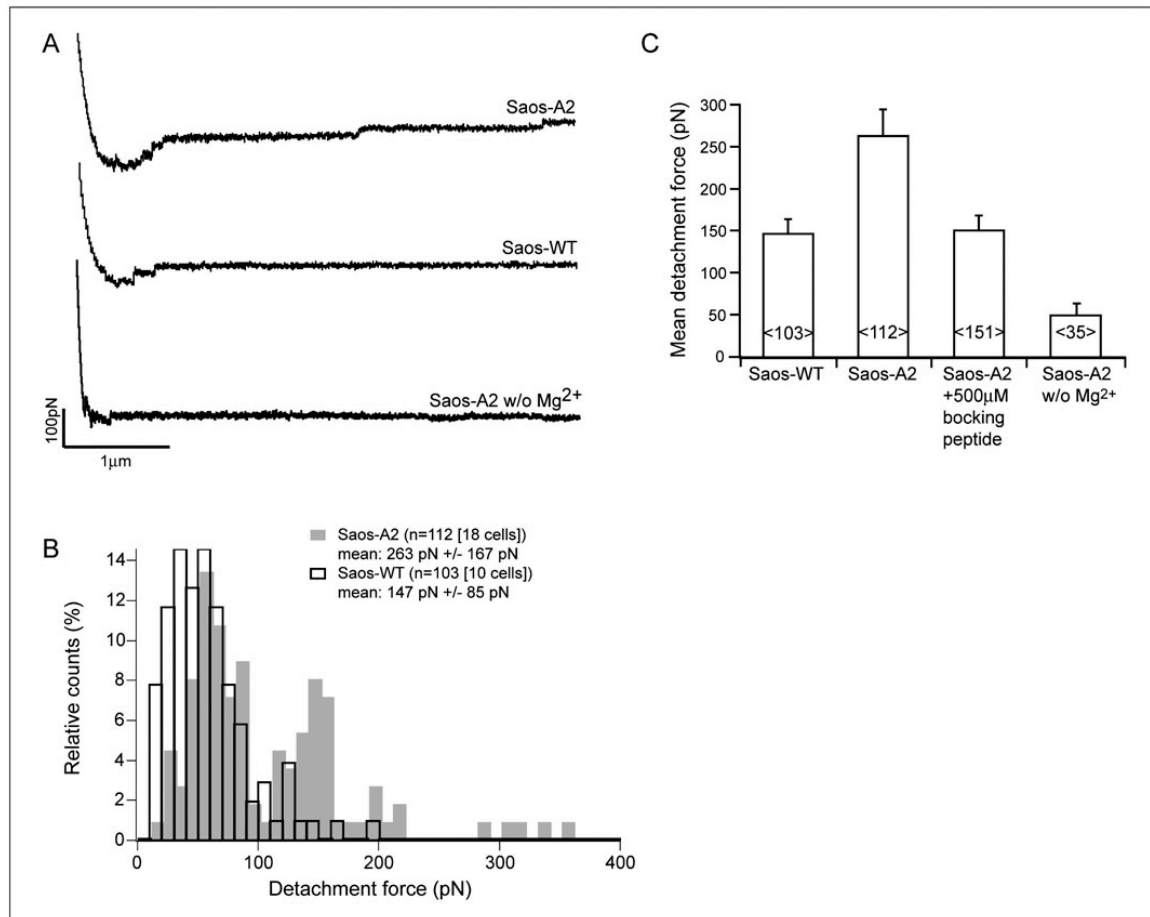 A
Saos-A2
Saos-WT
Saos-A2 w/o Mg2+
100pN
1μm
B
Saos-A2 (n=112 [18 cells])
mean: 263 pN +/- 167 pN
Saos-WT (n=103 [10 cells])
mean: 147 pN +/- 85 pN
Relative counts (%)
14
12
10
8
6
4
2
0
0 100 200 300 400
Detachment force (pN)
C
Mean detachment force (pN)
300
250
200
150
100
50
0
<103> <112> <151> <35>
Saos-WT Saos-A2 Saos-A2 Saos-A2
+500μM w/o Mg2+
bocking
peptide